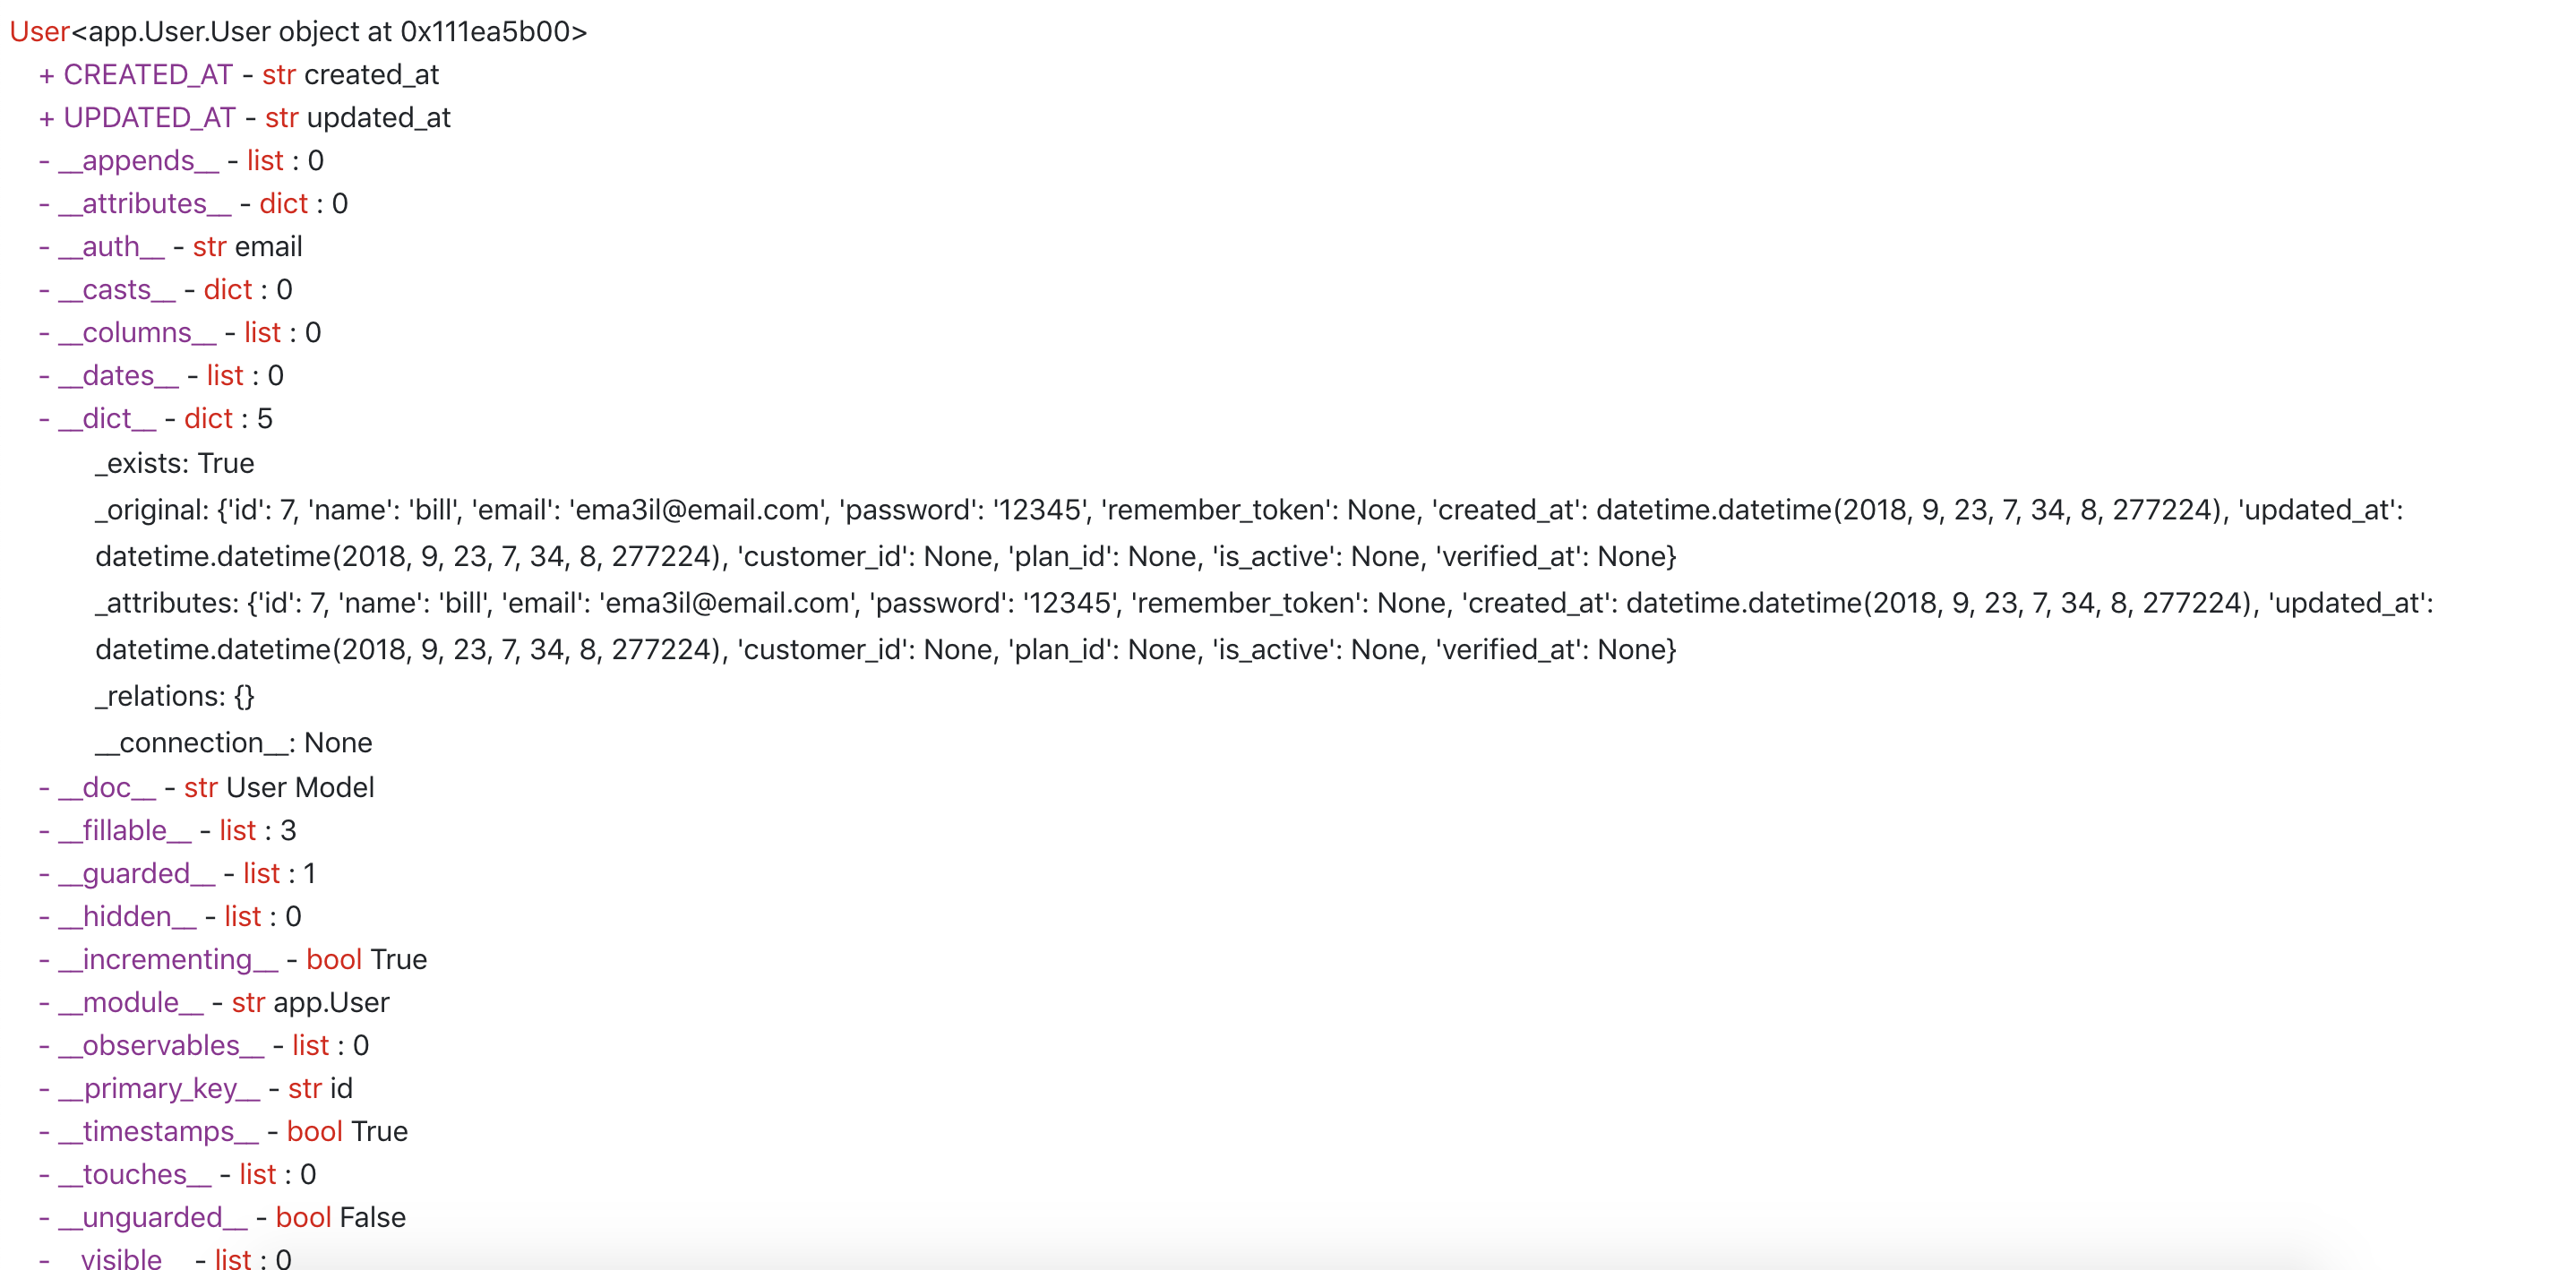 User<app.User.User object at 0x111ea5b00>
+ CREATED_AT - str created_at
+ UPDATED_AT - str updated_at
- __appends__ - list : 0
- __attributes__ - dict : 0
- __auth__ - str email
- __casts__ - dict : 0
- __columns__ - list : 0
- __dates__ - list : 0
- __dict__ - dict : 5
_exists: True
_original: {'id': 7, 'name': 'bill', 'email': 'ema3il@email.com', 'password': '12345', 'remember_token': None, 'created_at': datetime.datetime(2018, 9, 23, 7, 34, 8, 277224), 'updated_at':
datetime.datetime(2018, 9, 23, 7, 34, 8, 277224), 'customer_id': None, 'plan_id': None, 'is_active': None, 'verified_at': None}
_attributes: {'id': 7, 'name': 'bill', 'email': 'ema3il@email.com', 'password': '12345', 'remember_token': None, 'created_at': datetime.datetime(2018, 9, 23, 7, 34, 8, 277224), 'updated_at':
datetime.datetime(2018, 9, 23, 7, 34, 8, 277224), 'customer_id': None, 'plan_id': None, 'is_active': None, 'verified_at': None}
_relations: {}
__connection__: None
- __doc__ - str User Model
- __fillable__ - list : 3
- __guarded__ - list : 1
- __hidden__ - list : 0
- __incrementing__ - bool True
- __module__ - str app.User
- __observables__ - list : 0
- __primary_key__ - str id
- __timestamps__ - bool True
- __touches__ - list : 0
- __unguarded__ - bool False
- __visible__ - list : 0